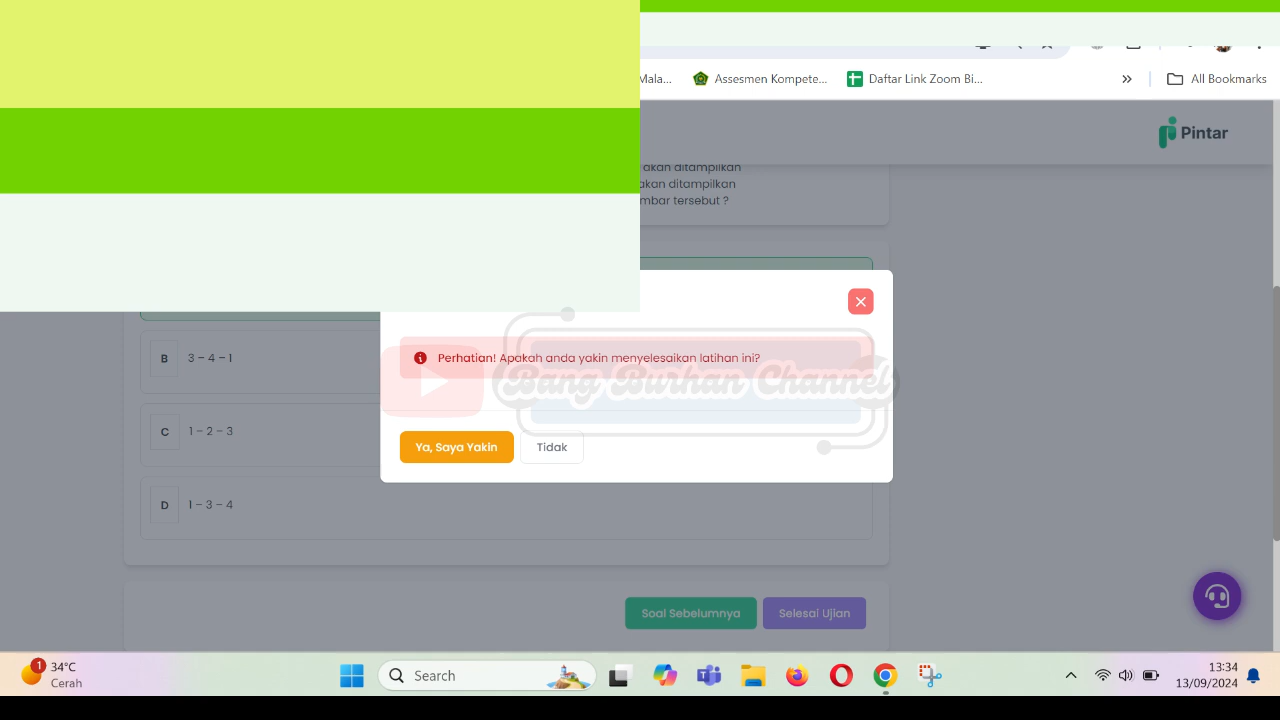 Mala...
Assesmen Kompete...
Daftar Link Zoom Bi...
All Bookmarks
Pintar
akan ditampilkan
akan ditampilkan
mbar tersebut ?
Perhatian! Apakah anda yakin menyelesaikan latihan ini?
Bang Burhan Channel
Ya, Saya Yakin
Tidak
B 3 – 4 – 1
C 1 – 2 – 3
D 1 – 3 – 4
Soal Sebelumnya
Selesai Ujian
1
34°C
Cerah
Search
13:34
13/09/2024